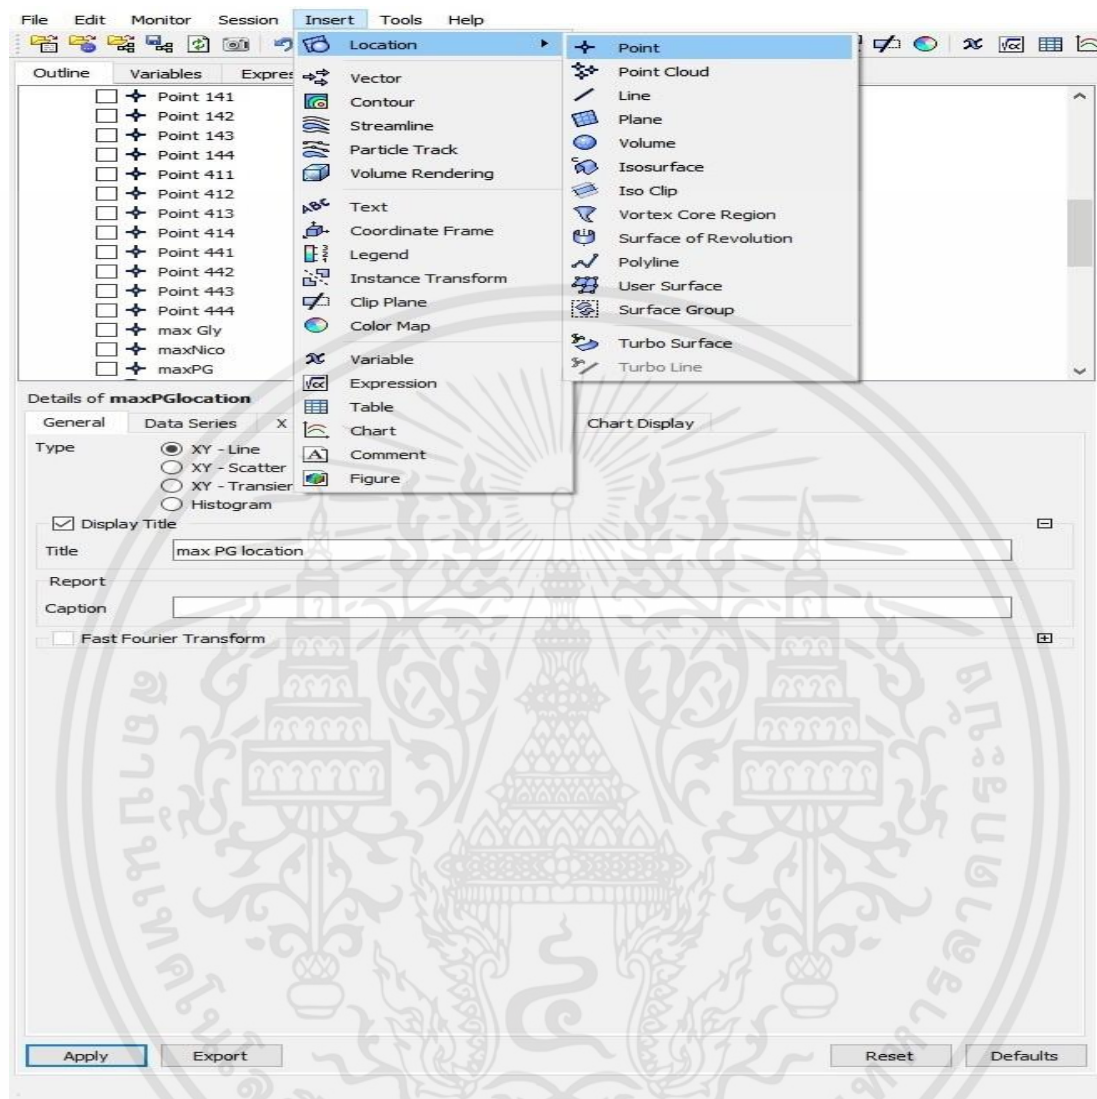 File Edit Monitor Session Insert Tools Help
Outline Variables Expres
Point 141
Point 142
Point 143
Point 144
Point 411
Point 412
Point 413
Point 414
Point 441
Point 442
Point 443
Point 444
max Gly
maxNico
maxPG
Location
Vector
Contour
Streamline
Particle Track
Volume Rendering
ABC Text
Coordinate Frame
Legend
Instance Transform
Clip Plane
Color Map
Variable
Expression
Table
Chart
Comment
Figure
Point
Point Cloud
Line
Plane
Volume
Isosurface
Iso Clip
Vortex Core Region
Surface of Revolution
Polyline
User Surface
Surface Group
Turbo Surface
Turbo Line
Details of maxPGlocation
General Data Series X Chart Display
Type XY - Line
XY - Scatter
XY - Transier
Histogram
Display Title
Title max PG location
Report
Caption
Fast Fourier Transform
Apply Export Reset Defaults